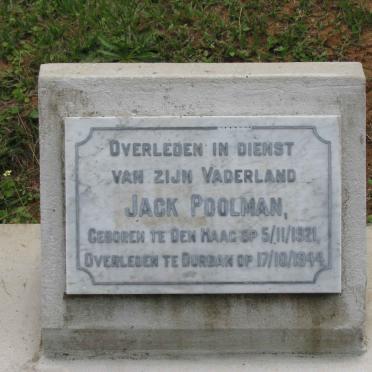 OVERLEDEN IN DIENST
VAN ZIJN VADERLAND
JACK POOLMAN,
GEBOREN TE DEN HAAG OP 5/11/1921,
OVERLEDEN TE DURBAN OP 17/10/1944.